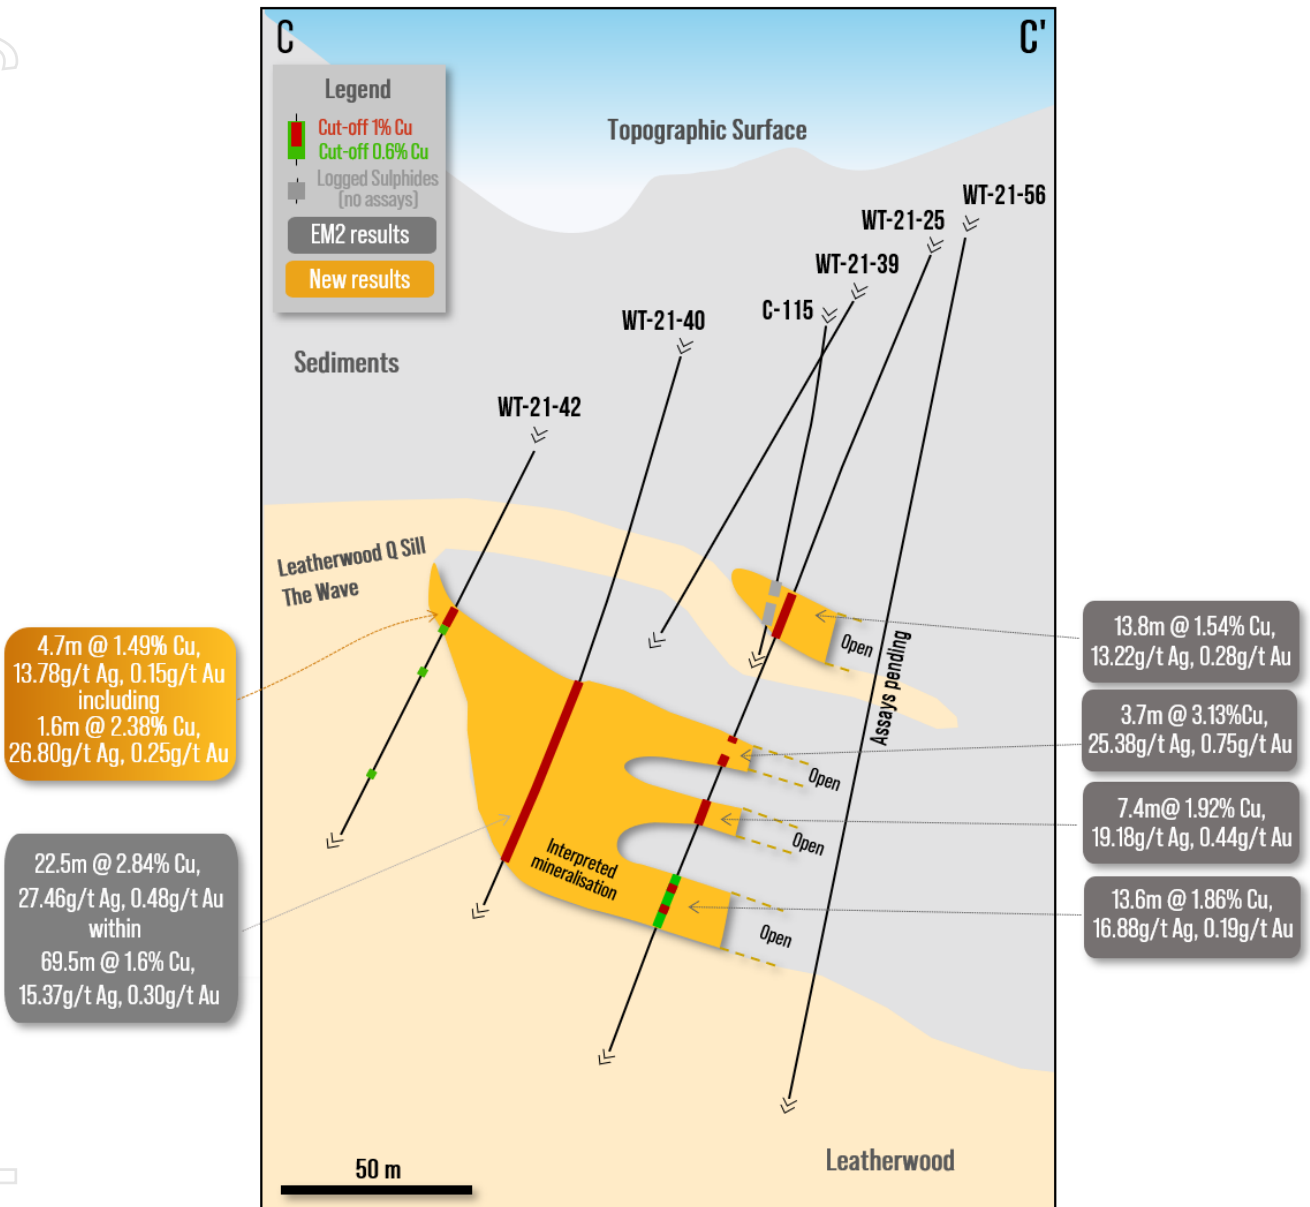 C
C'
Legend
Cut-off 1% Cu
Cut-off 0.6% Cu
Logged Sulphides
(no assays)
EM2 results
New results
Topographic Surface
WT-21-56
WT-21-25
WT-21-39
C-115
WT-21-40
WT-21-42
Sediments
Leatherwood Q Sill
The Wave
4.7m @ 1.49% Cu,
13.78g/t Ag, 0.15g/t Au
including
1.6m @ 2.38% Cu,
26.80g/t Ag, 0.25g/t Au
22.5m @ 2.84% Cu,
27.46g/t Ag, 0.48g/t Au
within
69.5m @ 1.6% Cu,
15.37g/t Ag, 0.30g/t Au
Interpreted
mineralisation
Open
Open
Open
Open
Assays pending
13.8m @ 1.54% Cu,
13.22g/t Ag, 0.28g/t Au
3.7m @ 3.13%Cu,
25.38g/t Ag, 0.75g/t Au
7.4m@ 1.92% Cu,
19.18g/t Ag, 0.44g/t Au
13.6m @ 1.86% Cu,
16.88g/t Ag, 0.19g/t Au
Leatherwood
50 m